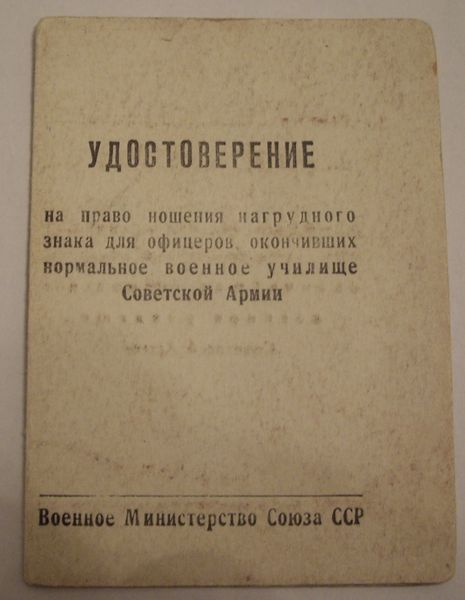 УДОСТОВЕРЕНИЕ
на право ношения нагрудного
знака для офицеров, окончивших
нормальное военное училище
Советской Армии
Военное Министерство Союза ССР